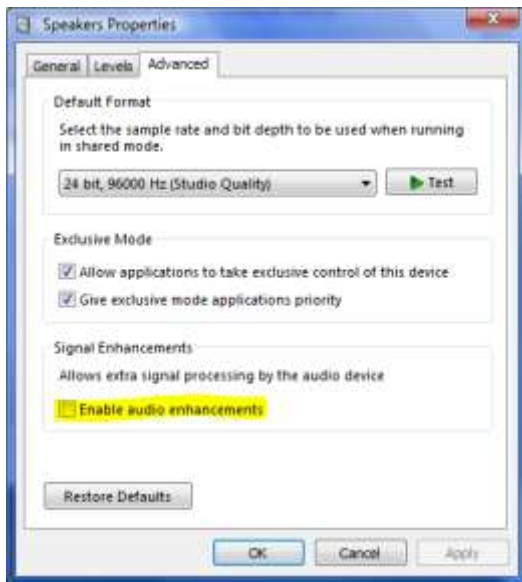 Speakers Properties
General
Levels
Advanced
Default Format
Select the sample rate and bit depth to be used when running
in shared mode.
24 bit, 96000 Hz (Studio Quality)
Test
Exclusive Mode
Allow applications to take exclusive control of this device
Give exclusive mode applications priority
Signal Enhancements
Allows extra signal processing by the audio device
Enable audio enhancements
Restore Defaults
OK
Cancel
Apply